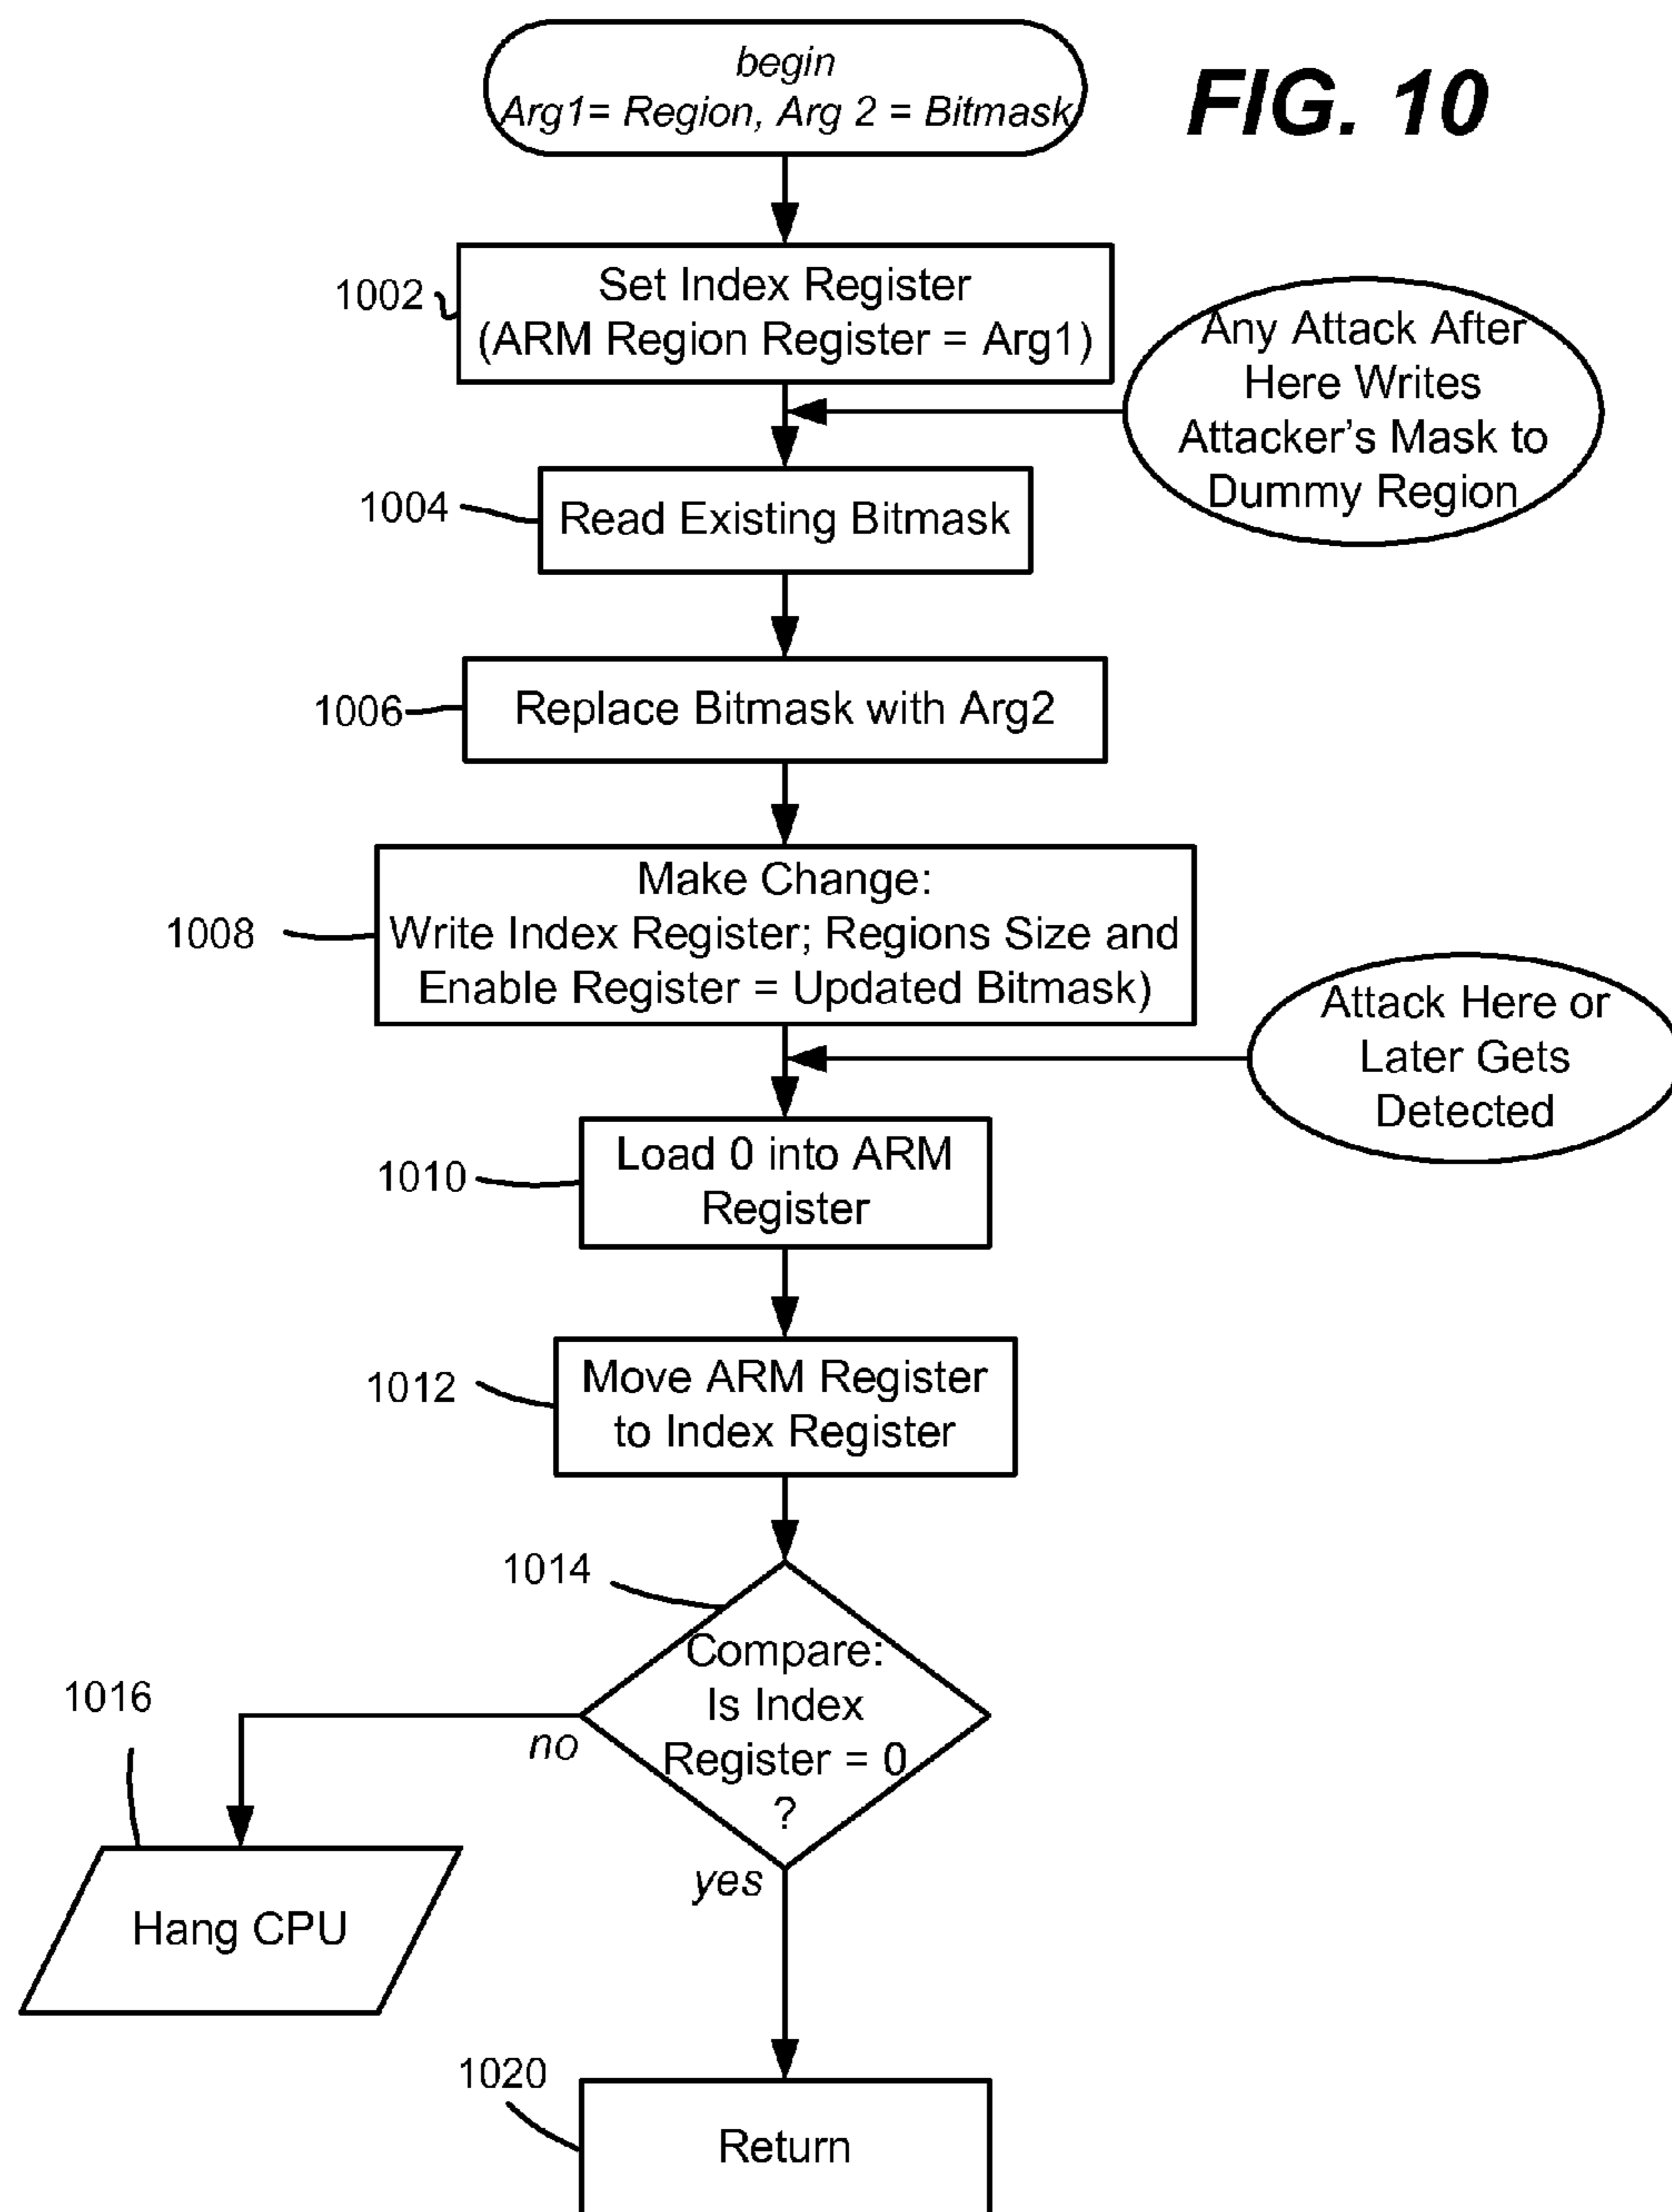 begin
Arg1= Region, Arg 2 = Bitmask
FIG. 10
1002
Set Index Register
(ARM Region Register = Arg1)
Any Attack After
Here Writes
Attacker's Mask to
Dummy Region
1004
Read Existing Bitmask
1006
Replace Bitmask with Arg2
1008
Make Change:
Write Index Register; Regions Size and
Enable Register = Updated Bitmask)
Attack Here or
Later Gets
Detected
1010
Load 0 into ARM
Register
1012
Move ARM Register
to Index Register
1014
Compare:
Is Index
Register = 0
?
no
yes
1016
Hang CPU
1020
Return